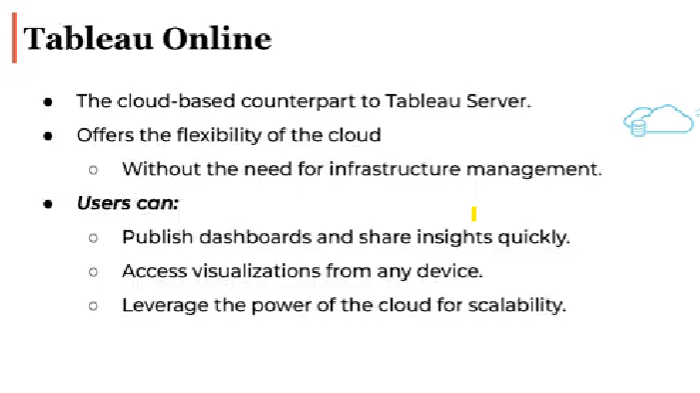 Tableau Online
● The cloud-based counterpart to Tableau Server.
● Offers the flexibility of the cloud
○ Without the need for infrastructure management.
● Users can:
○ Publish dashboards and share insights quickly.
○ Access visualizations from any device.
○ Leverage the power of the cloud for scalability.